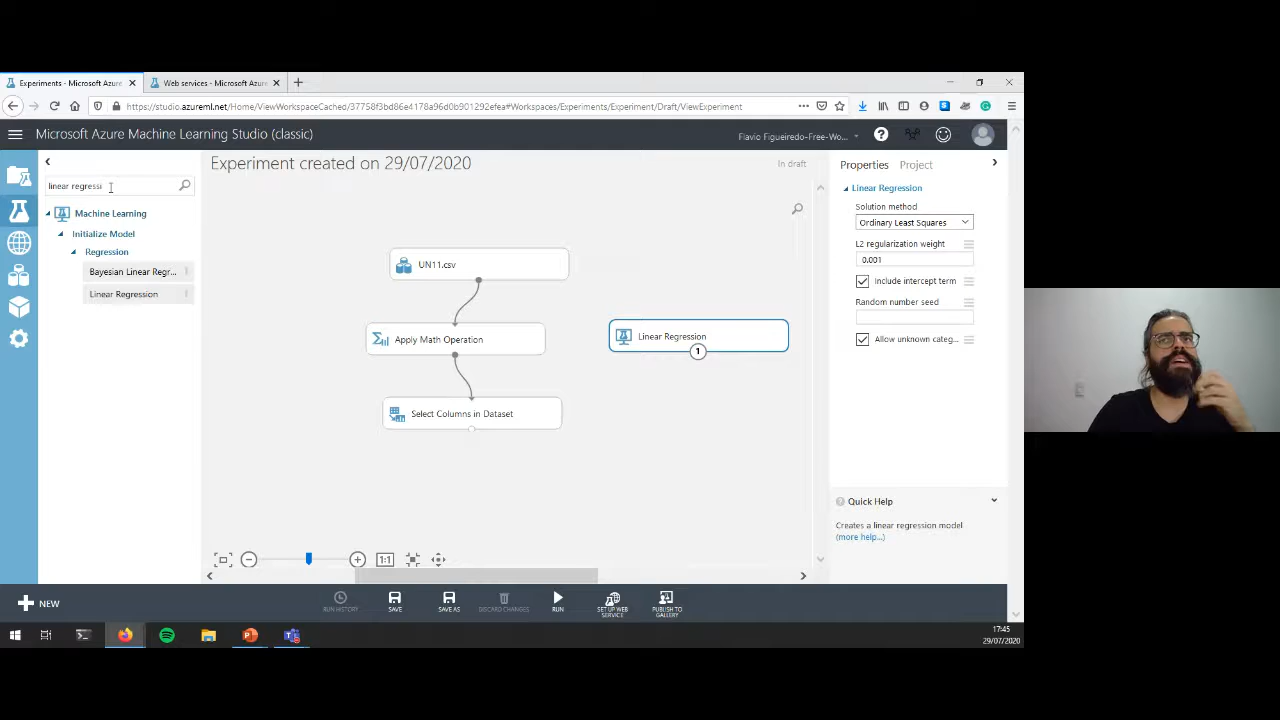 Experiments - Microsoft Azure
Web services - Microsoft Azure
https://studio.azureml.net/Home/ViewWorkspaceCached/37758f3bd86e4178a96d0b901292efea#Workspaces/Experiments/Experiment/Draft/ViewExperiment
Microsoft Azure Machine Learning Studio (classic)
Flavio Figueiredo-Free-Wo...
linear regressi
Machine Learning
Initialize Model
Regression
Bayesian Linear Regr...
Linear Regression
Experiment created on 29/07/2020
In draft
UN11.csv
Apply Math Operation
Select Columns in Dataset
Linear Regression
1
Properties Project
Linear Regression
Solution method
Ordinary Least Squares
L2 regularization weight
0.001
Include intercept term
Random number seed
Allow unknown categ...
Quick Help
Creates a linear regression model
(more help...)
1:1
NEW
RUN HISTORY
SAVE
SAVE AS
DISCARD CHANGES
RUN
SET UP WEB
SERVICE
PUBLISH TO
GALLERY
17:45
29/07/2020